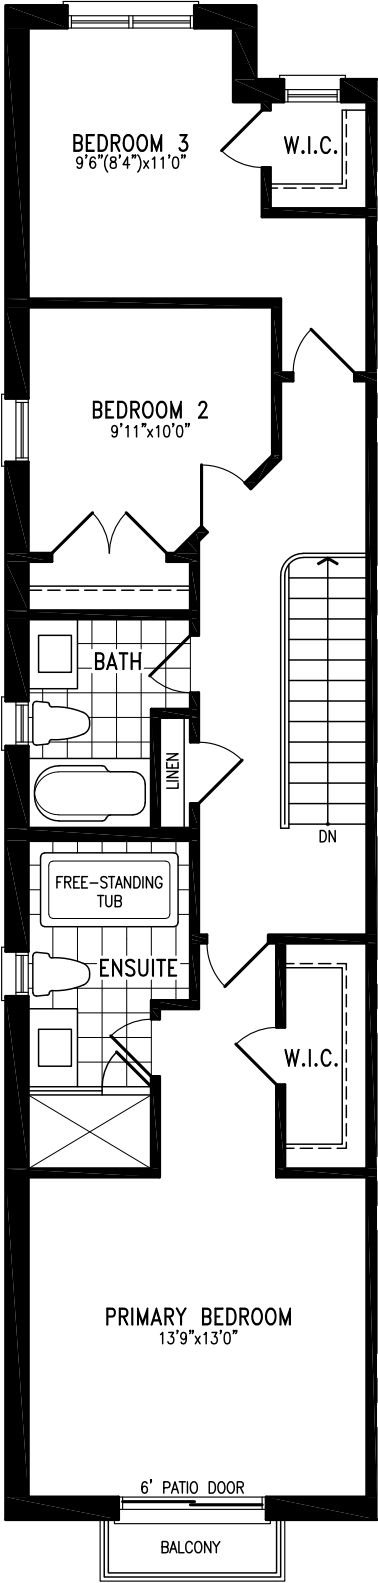 BEDROOM 3
9'6"(8'4")x11'0"
W.I.C.
BEDROOM 2
9'11"x10'0"
BATH
LINEN
DN
FREE-STANDING
TUB
ENSUITE
W.I.C.
PRIMARY BEDROOM
13'9"x13'0"
6' PATIO DOOR
BALCONY